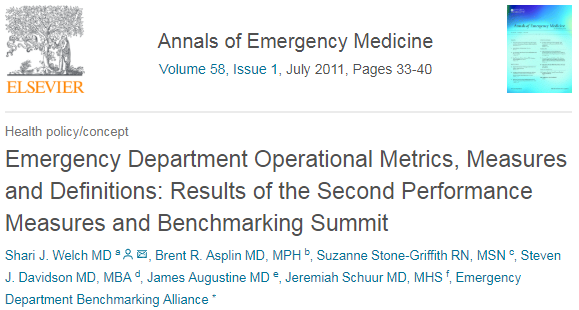 ELSEVIER
Annals of Emergency Medicine
Volume 58, Issue 1, July 2011, Pages 33-40
Health policy/concept
Emergency Department Operational Metrics, Measures
and Definitions: Results of the Second Performance
Measures and Benchmarking Summit
Shari J. Welch MD a, Brent R. Asplin MD, MPH b, Suzanne Stone-Griffith RN, MSN c, Steven
J. Davidson MD, MBA d, James Augustine MD e, Jeremiah Schuur MD, MHS f, Emergency
Department Benchmarking Alliance *